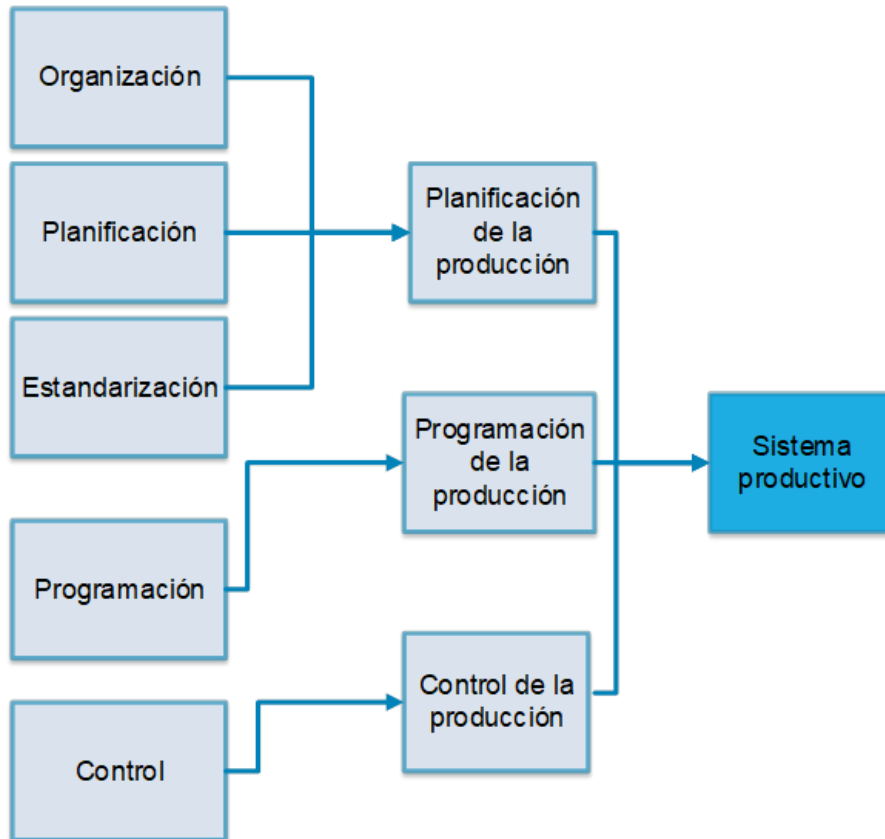 Organización
Planificación
Estandarización
Programación
Control
Planificación
de la
producción
Programación
de la
producción
Control de la
producción
Sistema
productivo